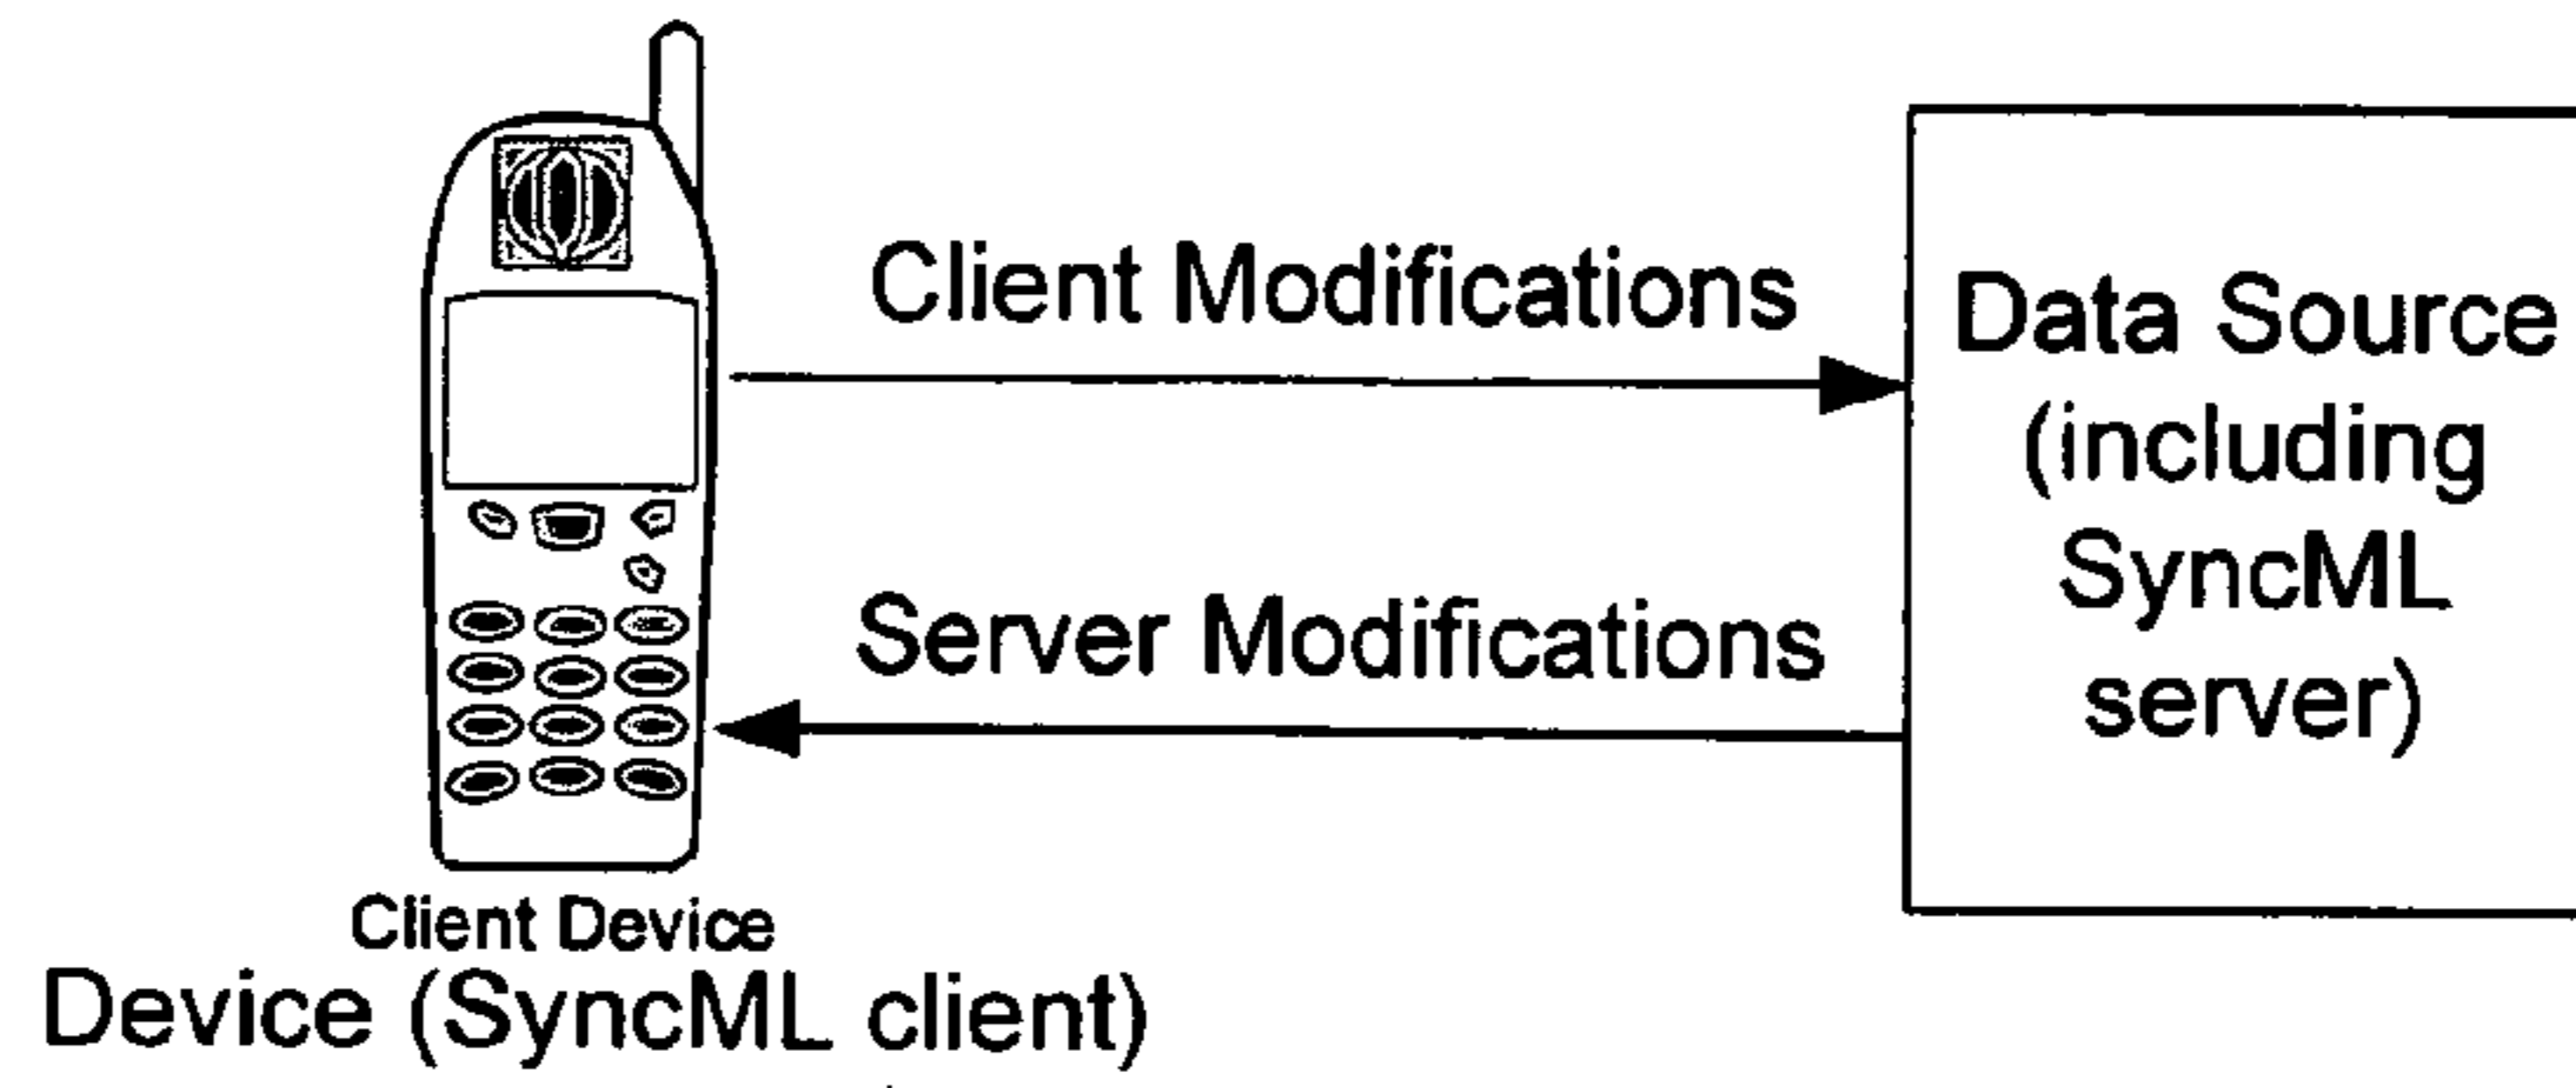 Client Modifications
Data Source
(including
SyncML
server)
Server Modifications
Client Device
Device (SyncML client)